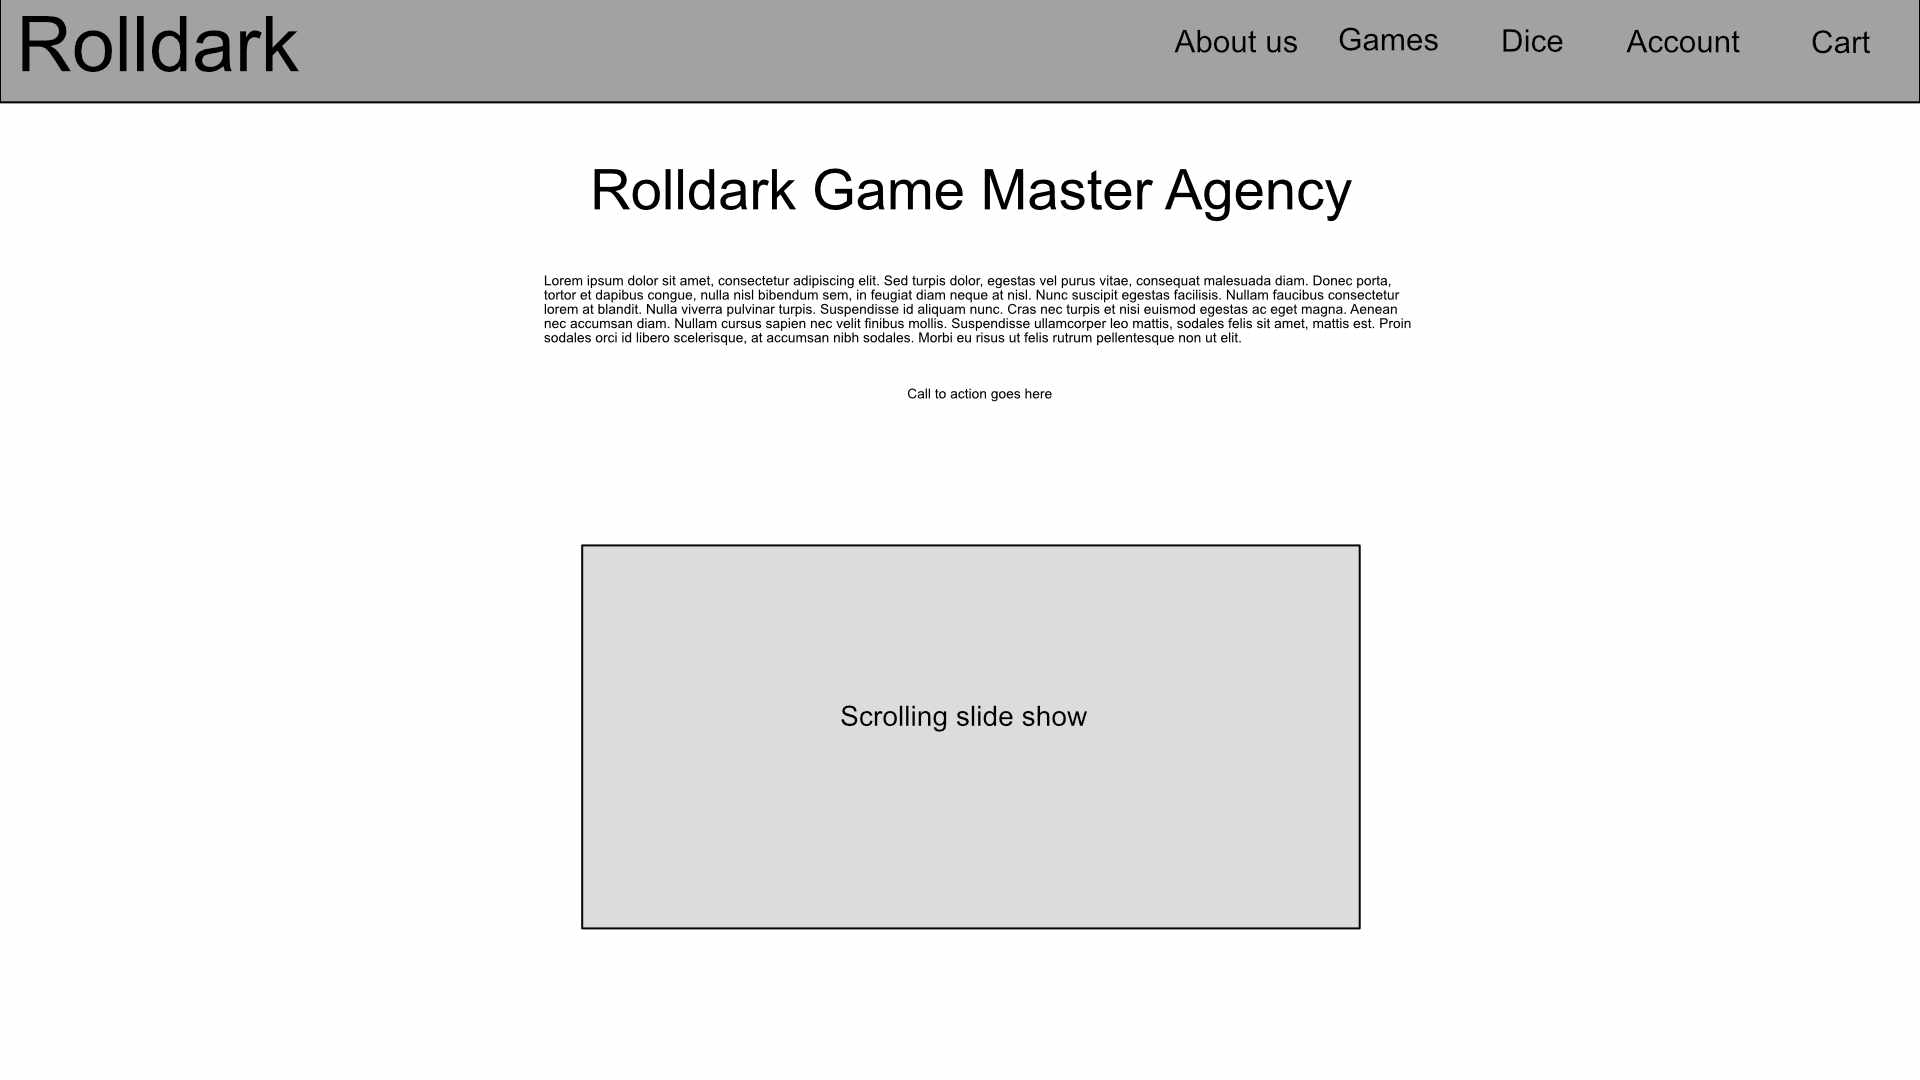 Rolldark
About us Games Dice Account Cart
Rolldark Game Master Agency
Lorem ipsum dolor sit amet, consectetur adipiscing elit. Sed turpis dolor, egestas vel purus vitae, consequat malesuada diam. Donec porta,
tortor et dapibus congue, nulla nisl bibendum sem, in feugiat diam neque at nisl. Nunc suscipit egestas facilisis. Nullam faucibus consectetur
lorem at blandit. Nulla viverra pulvinar turpis. Suspendisse id aliquam nunc. Cras nec turpis et nisi euismod egestas ac eget magna. Aenean
nec accumsan diam. Nullam cursus sapien nec velit finibus mollis. Suspendisse ullamcorper leo mattis, sodales felis sit amet, mattis est. Proin
sodales orci id libero scelerisque, at accumsan nibh sodales. Morbi eu risus ut felis rutrum pellentesque non ut elit.
Call to action goes here
Scrolling slide show